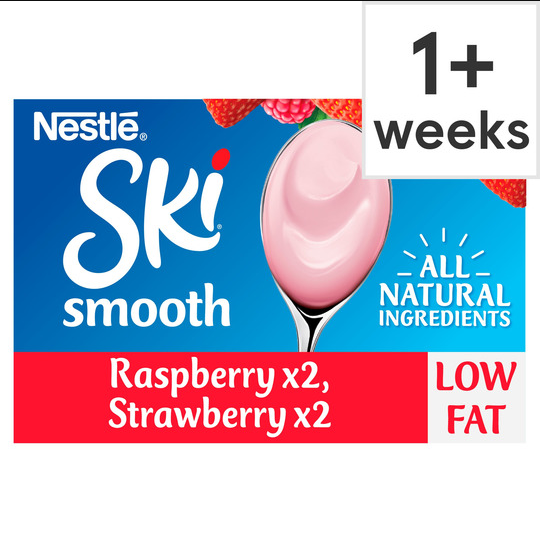 1+
weeks
Nestlé®
Ski®
smooth
ALL
NATURAL
INGREDIENTS
Raspberry x2,
Strawberry x2
LOW
FAT